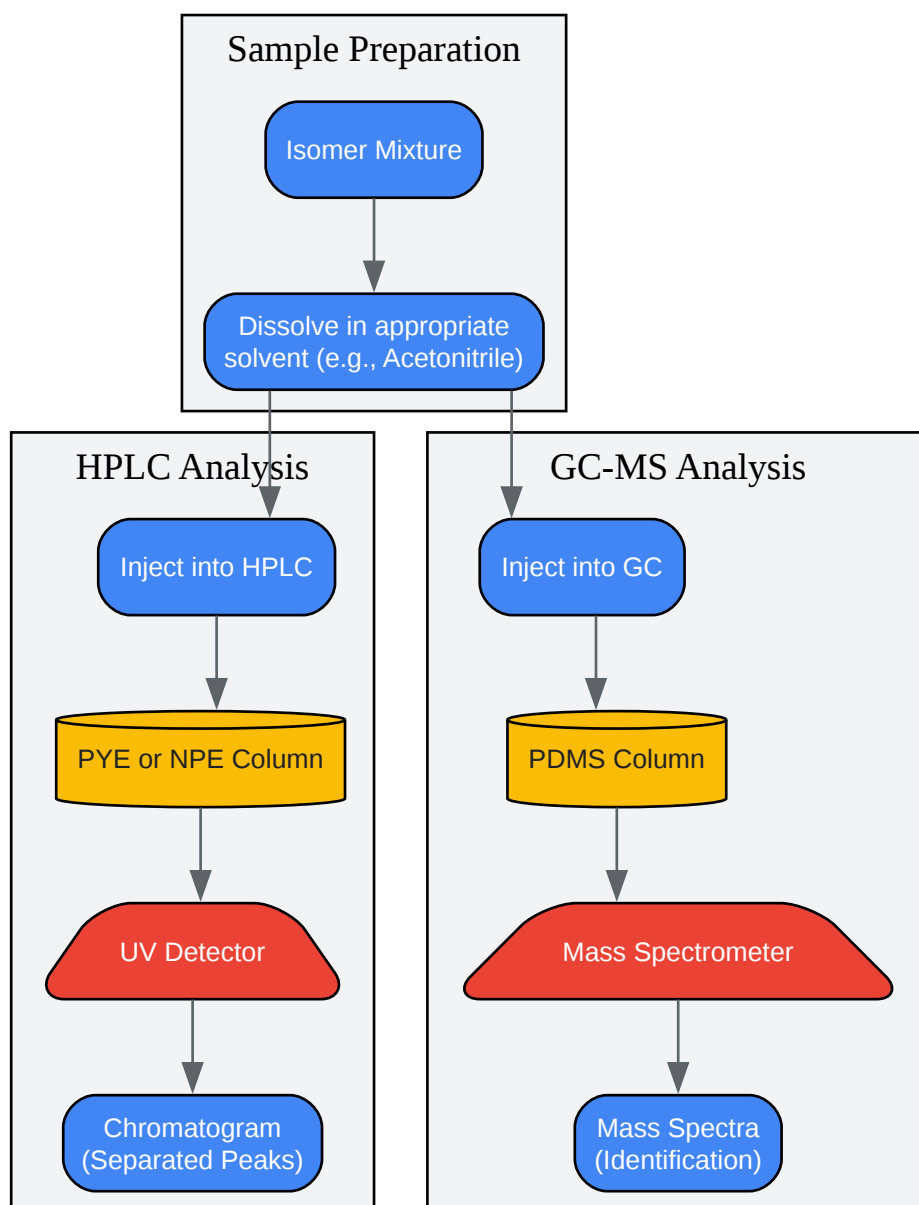 Sample Preparation
Isomer Mixture
Dissolve in appropriate
solvent (e.g., Acetonitrile)
HPLC Analysis
Inject into HPLC
PYE or NPE Column
UV Detector
Chromatogram
(Separated Peaks)
GC-MS Analysis
Inject into GC
PDMS Column
Mass Spectrometer
Mass Spectra
(Identification)